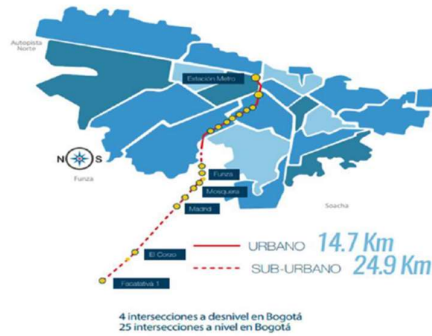 Autopista
Norte
Estación Metro
N S
Funza
Funza
Mosquera
Madrid
Soacha
El Corzo
Facatativa 1
URBANO 14.7 Km
SUB-URBANO 24.9 Km
4 intersecciones a desnivel en Bogotá
25 intersecciones a nivel en Bogotá